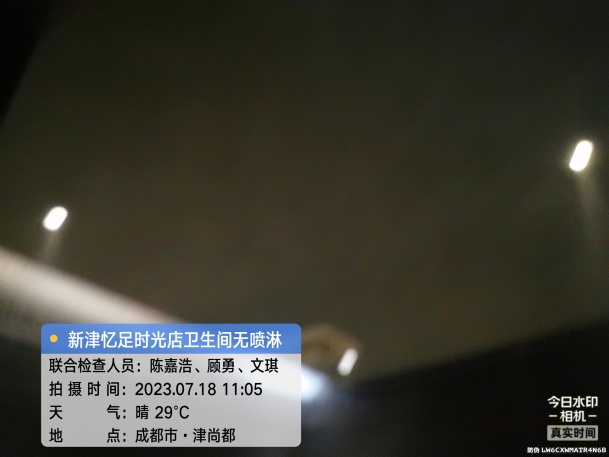 新津忆足时光店卫生间无喷淋
联合检查人员：陈嘉浩、顾勇、文琪
拍摄时间：2023.07.18 11:05
天气：晴 29℃
地点：成都市·津尚都
今日水印
相机
真实时间
防伪 LW6CXWMATR4N6B